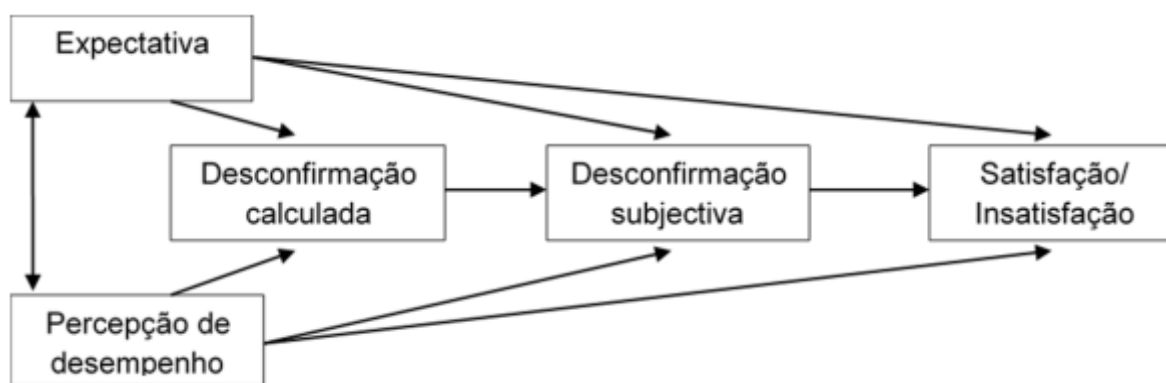 Expectativa
Desconfirmação
calculada
Desconfirmação
subjectiva
Satisfação/
Insatisfação
Percepção de
desempenho